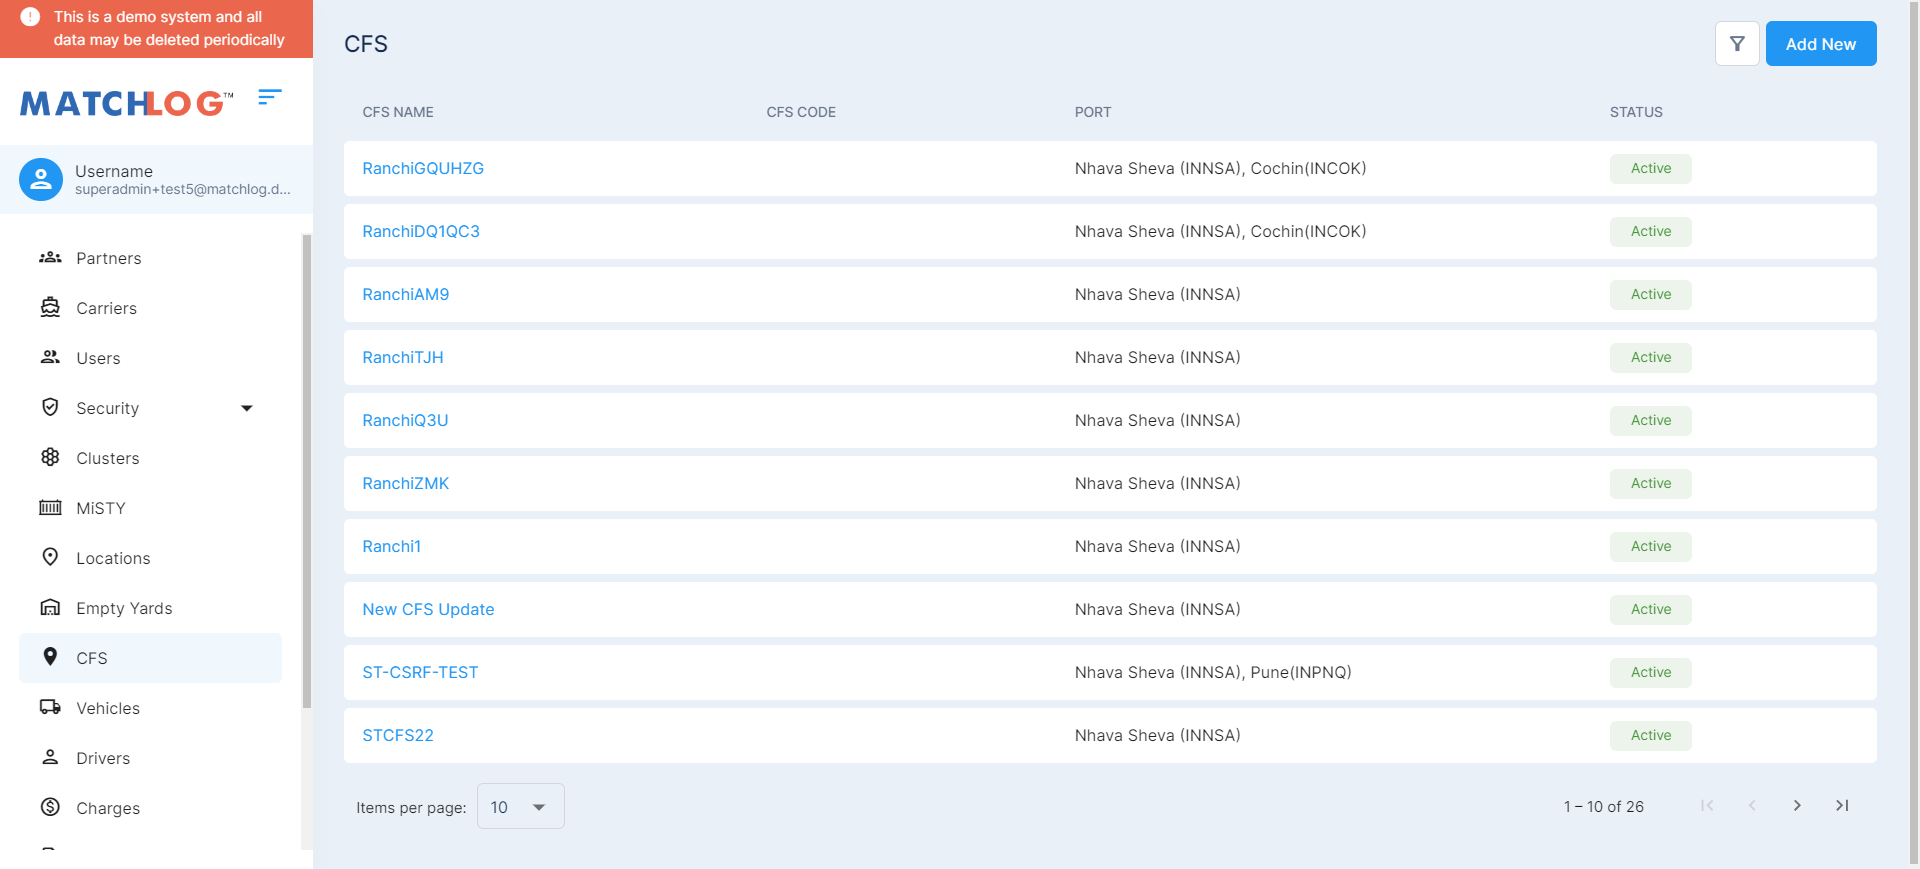 This is a demo system and all
data may be deleted periodically
MATCHLOG™
Username
superadmin+test5@matchlog.d...
Partners
Carriers
Users
Security
Clusters
MiSTY
Locations
Empty Yards
CFS
Vehicles
Drivers
Charges
CFS
Add New
CFS NAME CFS CODE PORT STATUS
RanchiGQUHZG Nhava Sheva (INNSA), Cochin(INCOK) Active
RanchiDQ1QC3 Nhava Sheva (INNSA), Cochin(INCOK) Active
RanchiAM9 Nhava Sheva (INNSA) Active
RanchiTJH Nhava Sheva (INNSA) Active
RanchiQ3U Nhava Sheva (INNSA) Active
RanchiZMK Nhava Sheva (INNSA) Active
Ranchi1 Nhava Sheva (INNSA) Active
New CFS Update Nhava Sheva (INNSA) Active
ST-CSRF-TEST Nhava Sheva (INNSA), Pune(INPNQ) Active
STCFS22 Nhava Sheva (INNSA) Active
Items per page: 10 1 – 10 of 26